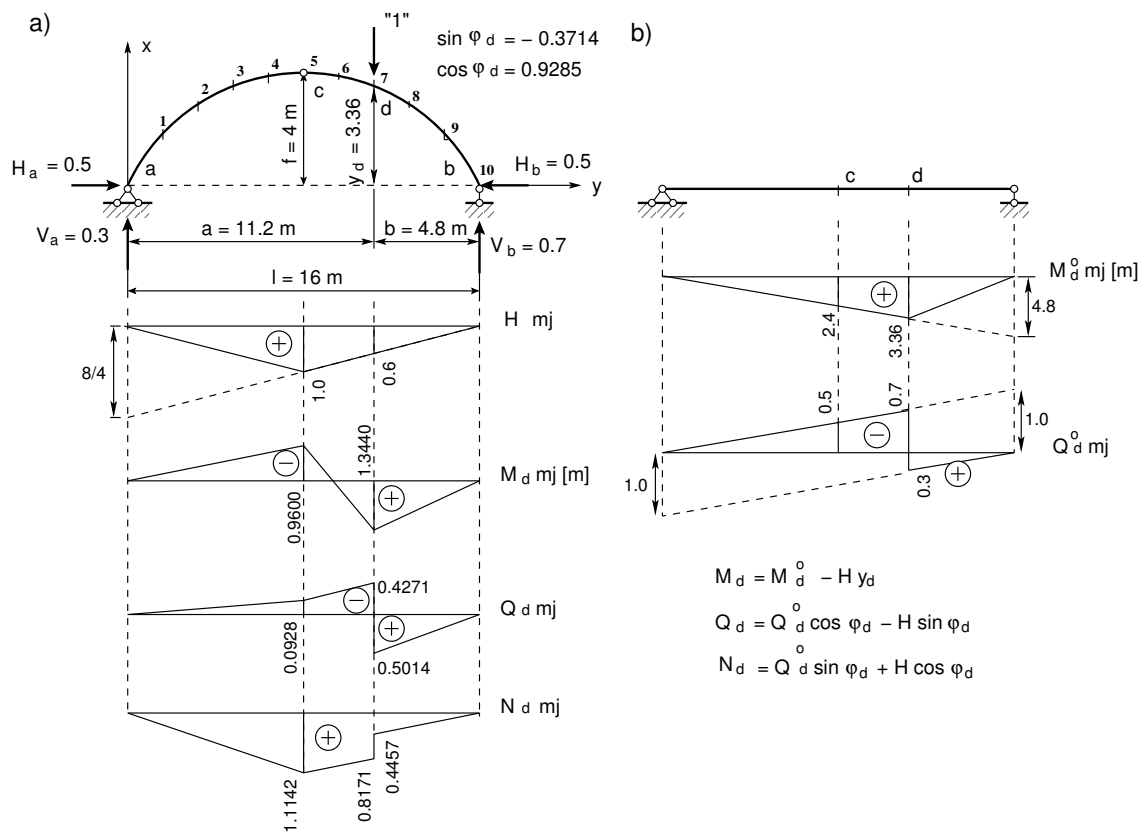 a)
x
"1"
sin φ d = – 0.3714
cos φ d = 0.9285
1 2 3 4 5 6 7 8 9 10
c
d
a
b
f = 4 m
y d = 3.36
H a = 0.5
H b = 0.5
y
V a = 0.3
a = 11.2 m
b = 4.8 m
V b = 0.7
l = 16 m
H mj
+
8/4
1.0
0.6
M d mj [m]
–
+
0.9600
1.3440
Q d mj
–
+
0.4271
0.0928
0.5014
N d mj
+
1.1142
0.8171
0.4457
b)
c
d
M d o mj [m]
+
2.4
3.36
4.8
0.5
0.7
1.0
–
Q d o mj
1.0
0.3
+
M d = M d o – H y d
Q d = Q d o cos φ d – H sin φ d
N d = Q d o sin φ d + H cos φ d